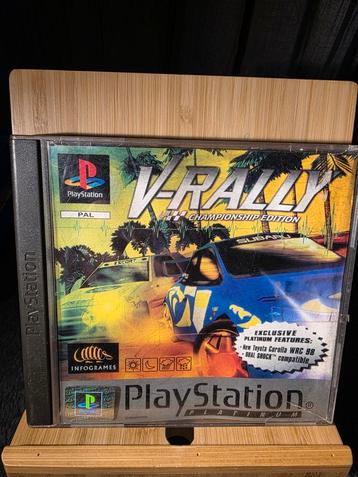 PlayStation
PAL
V-RALLY
CHAMPIONSHIP EDITION
SUBARU
EXCLUSIVE
PLATINUM FEATURES:
• New Toyota Corolla WRC 98
• DUAL SHOCK™ compatible
INFOGRAMES
PlayStation®
PLATINUM
PlayStation